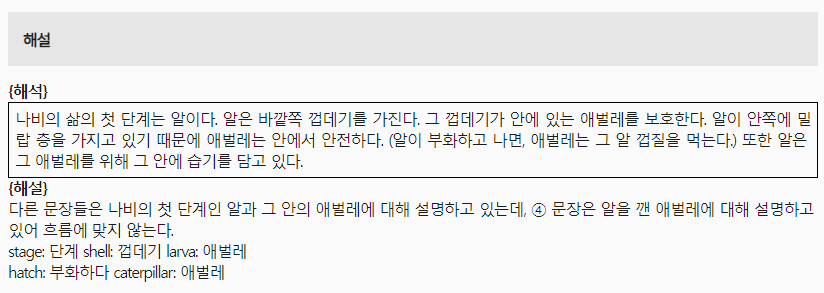 해설
{해석}
나비의 삶의 첫 단계는 알이다. 알은 바깥쪽 껍데기를 가진다. 그 껍데기가 안에 있는 애벌레를 보호한다. 알이 안쪽에 밀
랍 층을 가지고 있기 때문에 애벌레는 안에서 안전하다. (알이 부화하고 나면, 애벌레는 그 알 껍질을 먹는다.) 또한 알은
그 애벌레를 위해 그 안에 습기를 담고 있다.
{해설}
다른 문장들은 나비의 첫 단계인 알과 그 안의 애벌레에 대해 설명하고 있는데, ④ 문장은 알을 깬 애벌레에 대해 설명하고
있어 흐름에 맞지 않는다.
stage: 단계 shell: 껍데기 larva: 애벌레
hatch: 부화하다 caterpillar: 애벌레